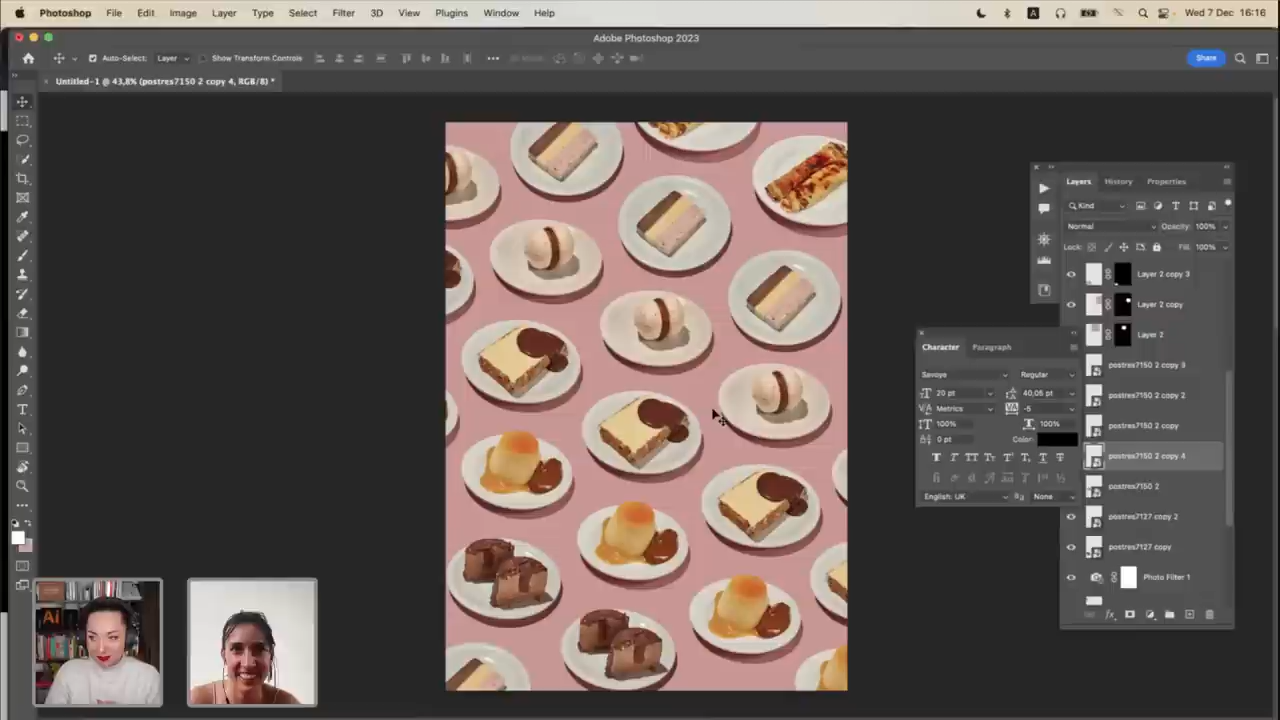 Photoshop File Edit Image Layer Type Select Filter 3D View Plugins Window Help A Wed 7 Dec 16:16
Adobe Photoshop 2023
Auto-Select: Layer Show Transform Controls Share
Untitled-1 @ 43,8% (postres7150 2 copy 4, RGB/8) *
Layers History Properties
Kind
Normal Opacity: 100%
Lock: Fill: 100%
Layer 2 copy 3
Layer 2 copy
Layer 2
postres7150 2 copy 3
postres7150 2 copy 2
postres7150 2 copy
postres7150 2 copy 4
postres7150 2
postres7127 copy 2
postres7127 copy
Photo Filter 1
fx
Character Paragraph
Savoye Regular
20 pt 40,05 pt
Metrics -5
100% 100%
0 pt Color:
English: UK None
Ai